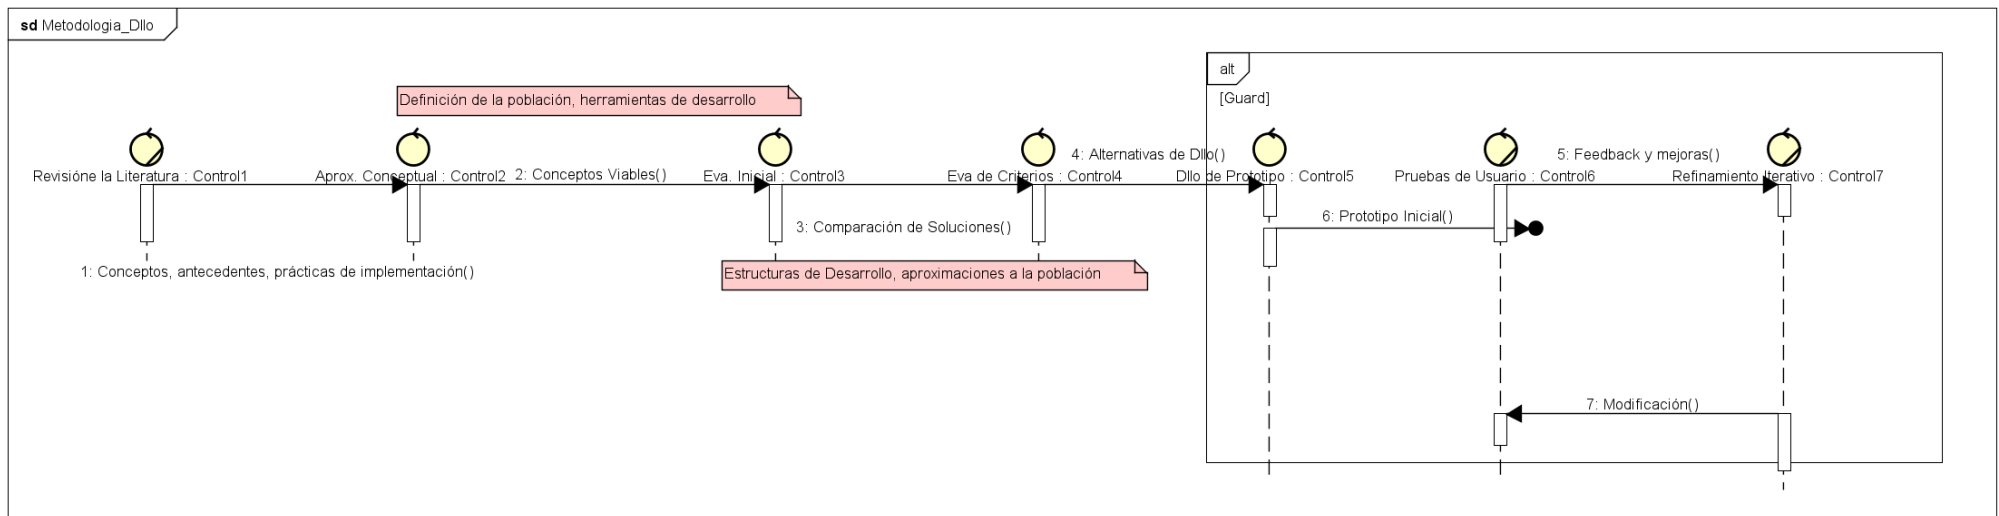 sd Metodologia_Dllo
alt
[Guard]
Definición de la población, herramientas de desarrollo
4: Alternativas de Dllo()
5: Feedback y mejoras()
Revisióne la Literatura : Control1
Aprox. Conceptual : Control2
2: Conceptos Viables()
Eva. Inicial : Control3
Eva de Criterios : Control4
Dllo de Prototipo : Control5
Pruebas de Usuario : Control6
Refinamiento Iterativo : Control7
6: Prototipo Inicial()
3: Comparación de Soluciones()
1: Conceptos, antecedentes, prácticas de implementación()
Estructuras de Desarrollo, aproximaciones a la población
7: Modificación()